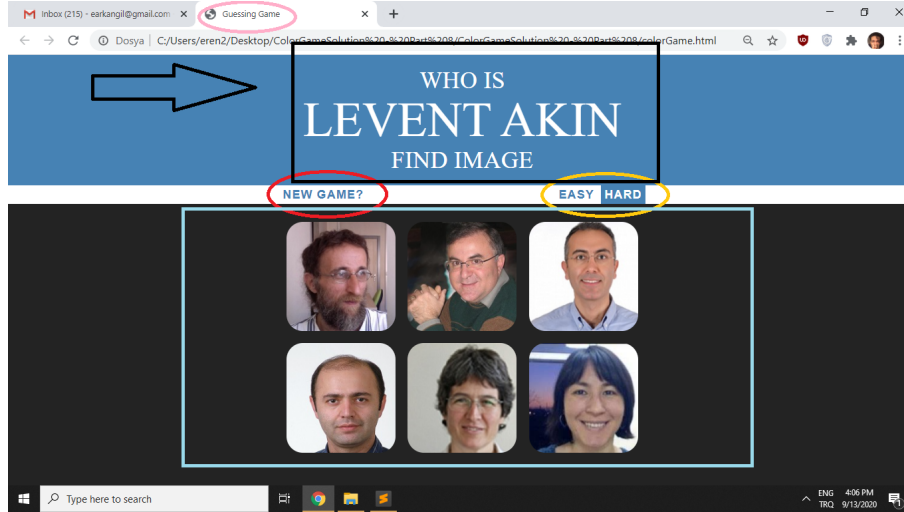 Inbox (215) - earkangil@gmail.com
Guessing Game
Dosya | C:/Users/eren2/Desktop/ColorGameSolution%20-%20Part%208/ColorGameSolution%20-%20Part%208/colorGame.html
WHO IS
LEVENT AKIN
FIND IMAGE
NEW GAME?
EASY HARD
Type here to search
ENG 4:06 PM
TRQ 9/13/2020